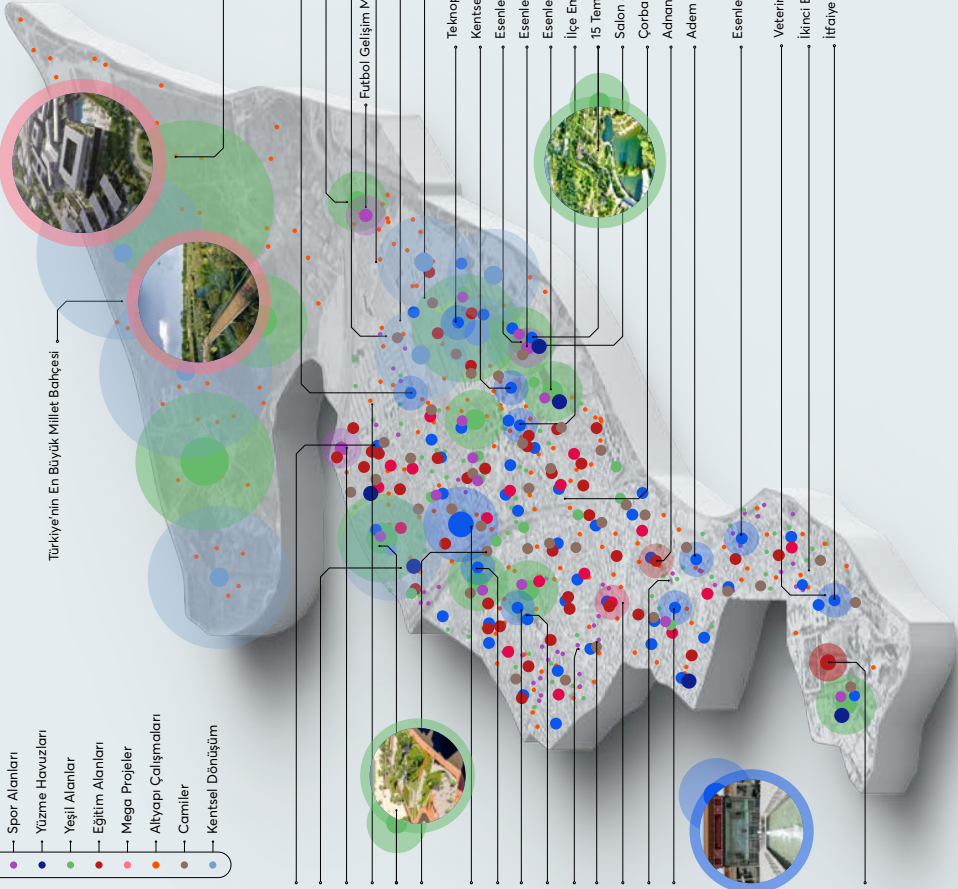 Türkiye'nin En Büyük Millet Bahçesi
Futbol Gelişim M
Teknop
Kentse
Esenle
Esenle
Esenle
İlçe En
15 Tem
Salon
Çorba
Adnan
Adem
Esenle
Veterin
İkinci E
İtfaiye
Spor Alanları
Yüzme Havuzları
Yeşil Alanlar
Eğitim Alanları
Mega Projeler
Altyapı Çalışmaları
Camiler
Kentsel Dönüşüm